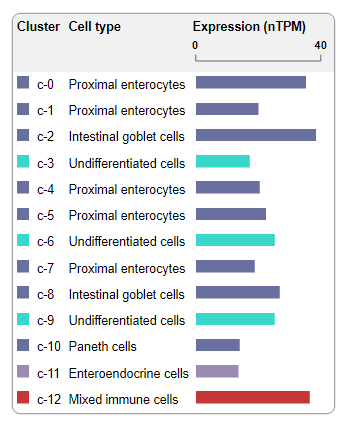 Cluster Cell type Expression (nTPM)
0 40
c-0 Proximal enterocytes
c-1 Proximal enterocytes
c-2 Intestinal goblet cells
c-3 Undifferentiated cells
c-4 Proximal enterocytes
c-5 Proximal enterocytes
c-6 Undifferentiated cells
c-7 Proximal enterocytes
c-8 Intestinal goblet cells
c-9 Undifferentiated cells
c-10 Paneth cells
c-11 Enteroendocrine cells
c-12 Mixed immune cells